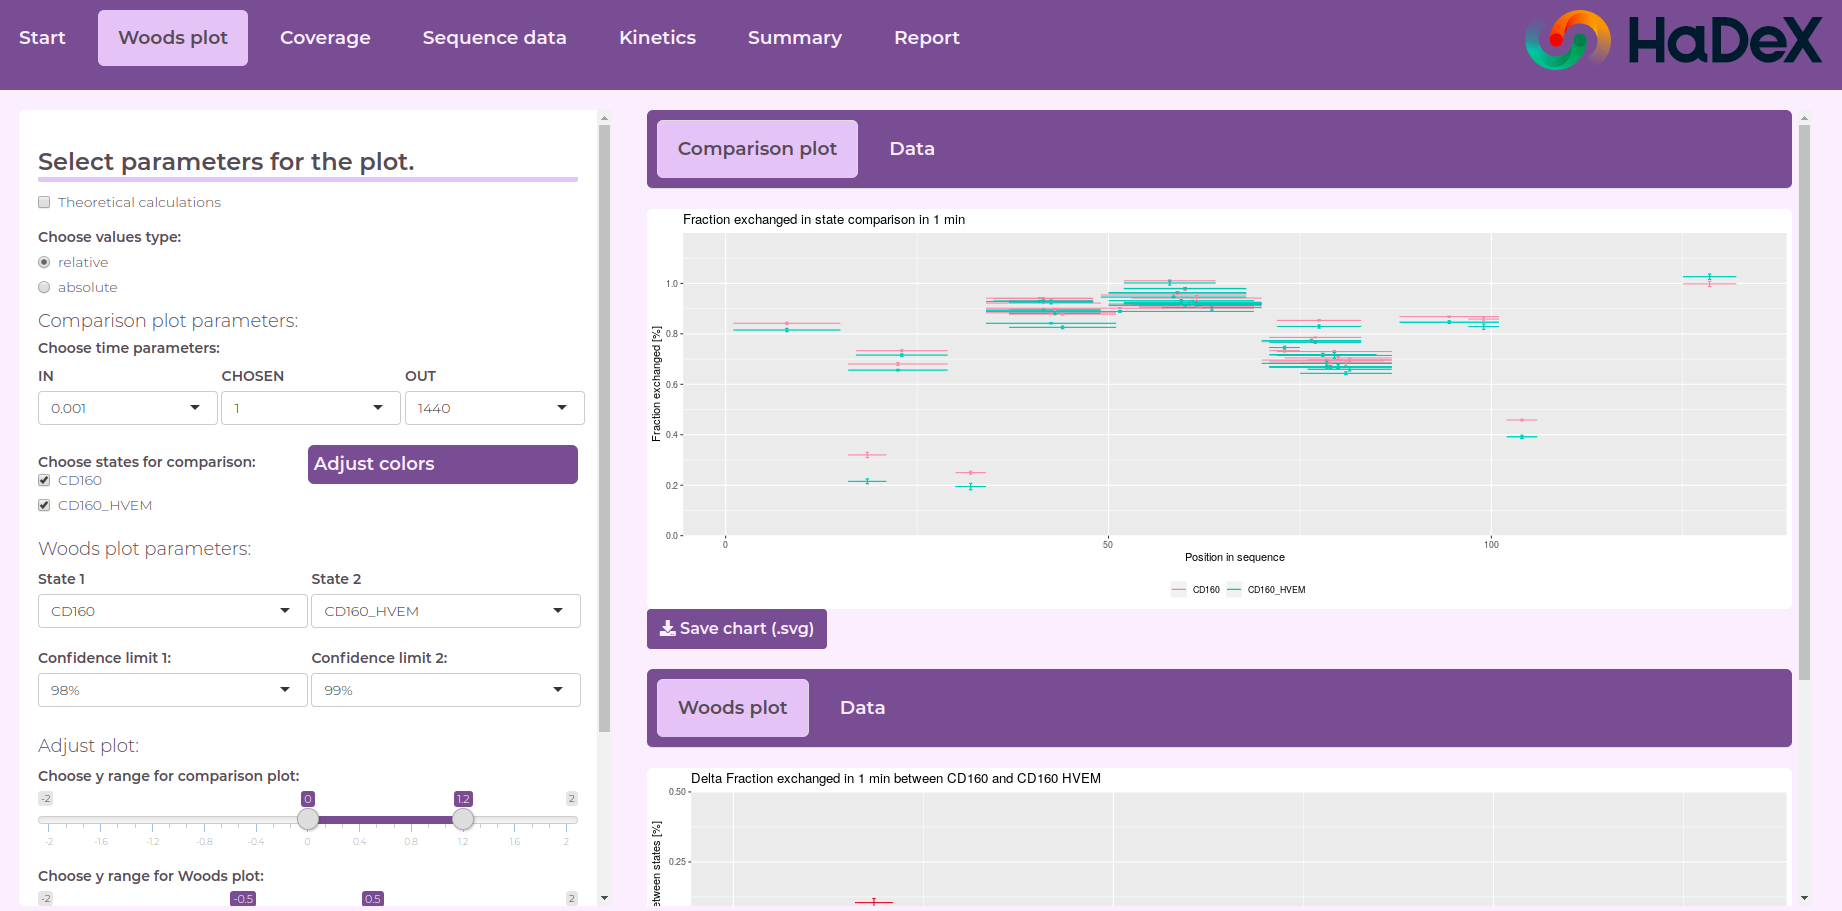 Start
Woods plot
Coverage
Sequence data
Kinetics
Summary
Report
HaDeX
Select parameters for the plot.
Theoretical calculations
Choose values type:
relative
absolute
Comparison plot parameters:
Choose time parameters:
IN CHOSEN OUT
0.001 1 1440
Choose states for comparison:
Adjust colors
CD160
CD160_HVEM
Woods plot parameters:
State 1 State 2
CD160 CD160_HVEM
Confidence limit 1: Confidence limit 2:
98% 99%
Adjust plot:
Choose y range for comparison plot:
-2 0 1.2 2
-2 -1.6 -1.2 -0.8 -0.4 0 0.4 0.8 1.2 1.6 2
Choose y range for Woods plot:
-2 -0.5 0.5 2
Comparison plot Data
Fraction exchanged in state comparison in 1 min
Fraction exchanged [%]
1.0
0.8
0.6
0.4
0.2
0.0
0 50 100
Position in sequence
CD160 CD160_HVEM
Save chart (.svg)
Woods plot Data
Delta Fraction exchanged in 1 min between CD160 and CD160 HVEM
0.50
0.25
between states [%]